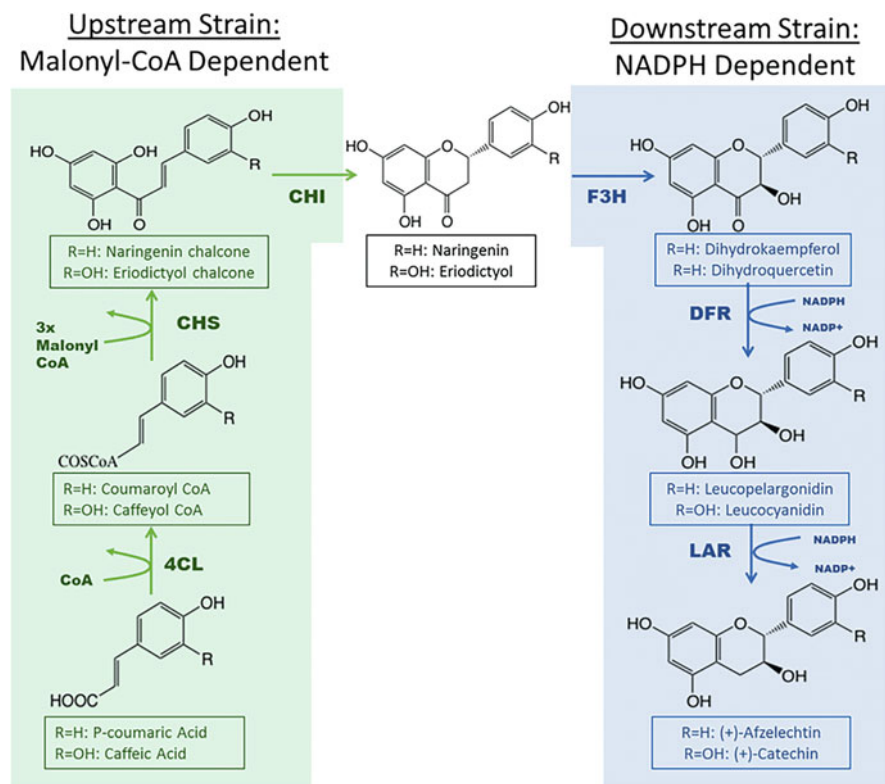 Upstream Strain:
Malonyl-CoA Dependent
Downstream Strain:
NADPH Dependent
OH
HO
OH
R
OH
O
CHI
OH
HO
O
R
OH
O
F3H
OH
HO
O
R
OH
OH
O
R=H: Naringenin chalcone
R=OH: Eriodictyol chalcone
R=H: Naringenin
R=OH: Eriodictyol
R=H: Dihydrokaempferol
R=H: Dihydroquercetin
3x
Malonyl
CoA
CHS
DFR
NADPH
NADP+
OH
R
COSCoA
OH
HO
O
R
OH
OH
OH
R=H: Coumaroyl CoA
R=OH: Caffeyol CoA
R=H: Leucopelargonidin
R=OH: Leucocyanidin
CoA
4CL
LAR
NADPH
NADP+
OH
R
HOOC
OH
HO
O
R
OH
OH
R=H: P-coumaric Acid
R=OH: Caffeic Acid
R=H: (+)-Afzelechtin
R=OH: (+)-Catechin